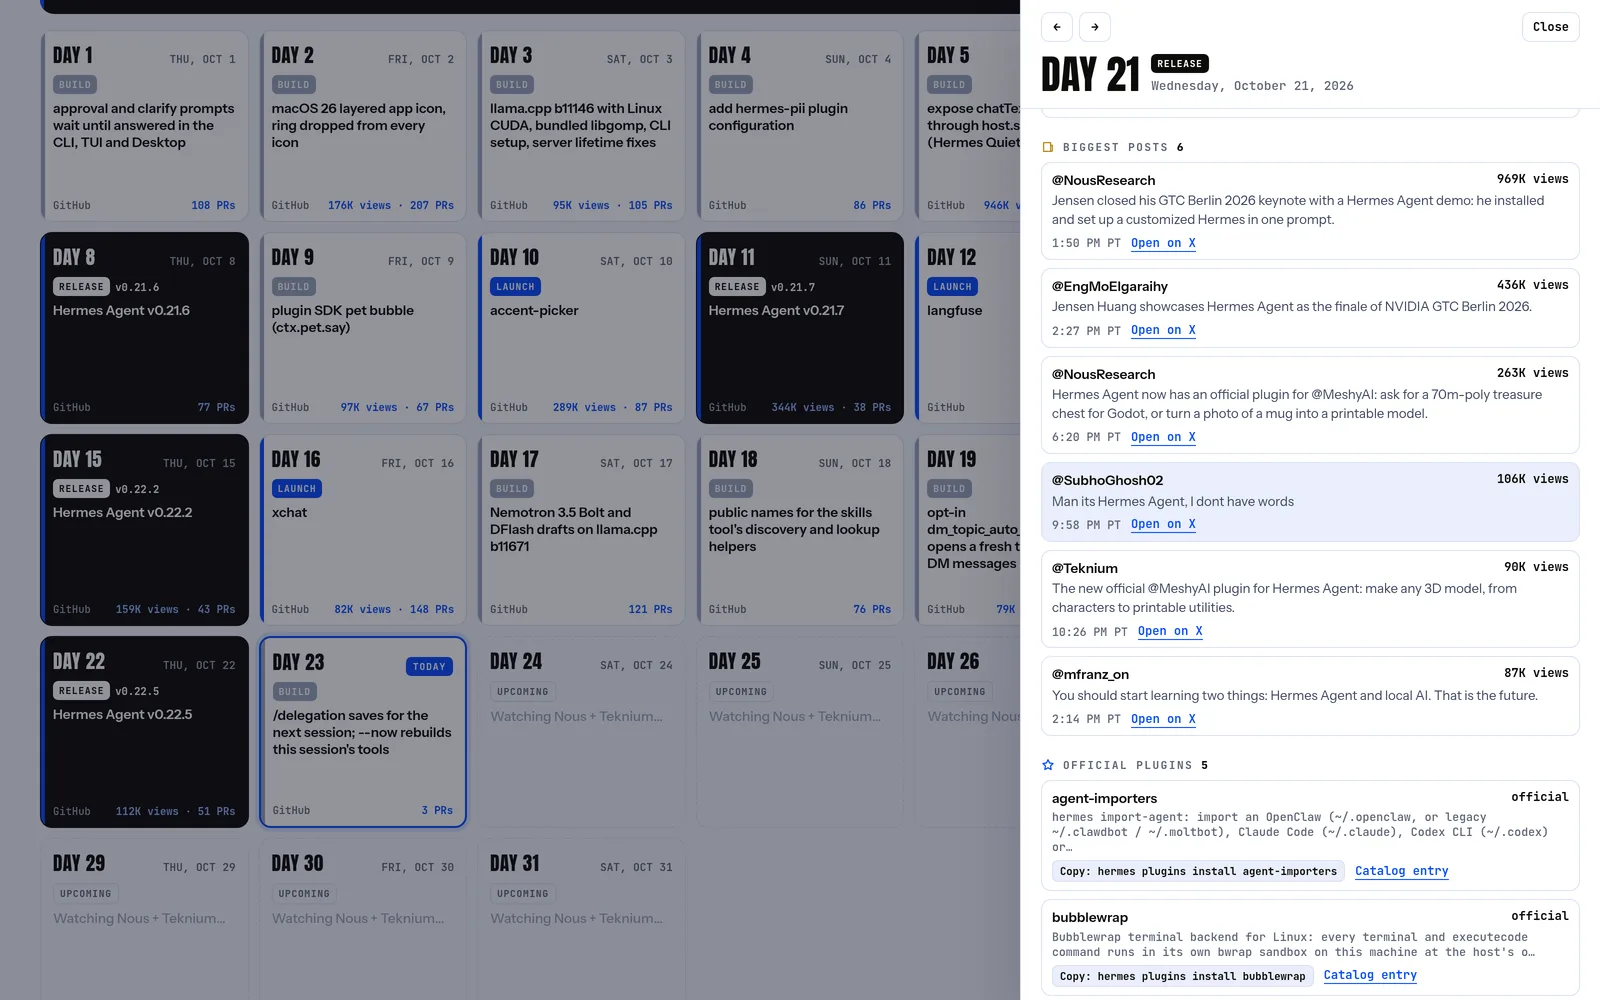 DAY 1
THU, OCT 1
BUILD
approval and clarify prompts
wait until answered in the
CLI, TUI and Desktop
GitHub
108 PRs
DAY 2
FRI, OCT 2
BUILD
macOS 26 layered app icon,
ring dropped from every
icon
GitHub
176K views · 207 PRs
DAY 3
SAT, OCT 3
BUILD
llama.cpp b11146 with Linux
CUDA, bundled libgomp, CLI
setup, server lifetime fixes
GitHub
95K views · 105 PRs
DAY 4
SUN, OCT 4
BUILD
add hermes-pii plugin
configuration
GitHub
86 PRs
DAY 5
BUILD
expose chatTe
through host.s
(Hermes Quiet
GitHub
946K v
DAY 8
THU, OCT 8
RELEASE v0.21.6
Hermes Agent v0.21.6
GitHub
77 PRs
DAY 9
FRI, OCT 9
BUILD
plugin SDK pet bubble
(ctx.pet.say)
GitHub
97K views · 67 PRs
DAY 10
SAT, OCT 10
LAUNCH
accent-picker
GitHub
289K views · 87 PRs
DAY 11
SUN, OCT 11
RELEASE v0.21.7
Hermes Agent v0.21.7
GitHub
344K views · 38 PRs
DAY 12
LAUNCH
langfuse
GitHub
DAY 15
THU, OCT 15
RELEASE v0.22.2
Hermes Agent v0.22.2
GitHub
159K views · 43 PRs
DAY 16
FRI, OCT 16
LAUNCH
xchat
GitHub
82K views · 148 PRs
DAY 17
SAT, OCT 17
BUILD
Nemotron 3.5 Bolt and
DFlash drafts on llama.cpp
b11671
GitHub
121 PRs
DAY 18
SUN, OCT 18
BUILD
public names for the skills
tool's discovery and lookup
helpers
GitHub
76 PRs
DAY 19
BUILD
opt-in
dm_topic_auto_
opens a fresh t
DM messages
GitHub
79K
DAY 22
THU, OCT 22
RELEASE v0.22.5
Hermes Agent v0.22.5
GitHub
112K views · 51 PRs
DAY 23
TODAY
BUILD
/delegation saves for the
next session; --now rebuilds
this session's tools
GitHub
3 PRs
DAY 24
SAT, OCT 24
UPCOMING
Watching Nous + Teknium...
DAY 25
SUN, OCT 25
UPCOMING
Watching Nous + Teknium...
DAY 26
UPCOMING
Watching Nous
DAY 29
THU, OCT 29
UPCOMING
Watching Nous + Teknium...
DAY 30
FRI, OCT 30
UPCOMING
Watching Nous + Teknium...
DAY 31
SAT, OCT 31
UPCOMING
Watching Nous + Teknium...
← →
Close
DAY 21
RELEASE
Wednesday, October 21, 2026
BIGGEST POSTS 6
@NousResearch
969K views
Jensen closed his GTC Berlin 2026 keynote with a Hermes Agent demo: he installed
and set up a customized Hermes in one prompt.
1:50 PM PT Open on X
@EngMoElgaraihy
436K views
Jensen Huang showcases Hermes Agent as the finale of NVIDIA GTC Berlin 2026.
2:27 PM PT Open on X
@NousResearch
263K views
Hermes Agent now has an official plugin for @MeshyAI: ask for a 70m-poly treasure
chest for Godot, or turn a photo of a mug into a printable model.
6:20 PM PT Open on X
@SubhoGhosh02
106K views
Man its Hermes Agent, I dont have words
9:58 PM PT Open on X
@Teknium
90K views
The new official @MeshyAI plugin for Hermes Agent: make any 3D model, from
characters to printable utilities.
10:26 PM PT Open on X
@mfranz_on
87K views
You should start learning two things: Hermes Agent and local AI. That is the future.
2:14 PM PT Open on X
OFFICIAL PLUGINS 5
agent-importers
official
hermes import-agent: import an OpenClaw (~/.openclaw, or legacy
~/.clawdbot / ~/.moltbot), Claude Code (~/.claude), Codex CLI (~/.codex)
or…
Copy: hermes plugins install agent-importers Catalog entry
bubblewrap
official
Bubblewrap terminal backend for Linux: every terminal and executecode
command runs in its own bwrap sandbox on this machine at the host's o…
Copy: hermes plugins install bubblewrap Catalog entry